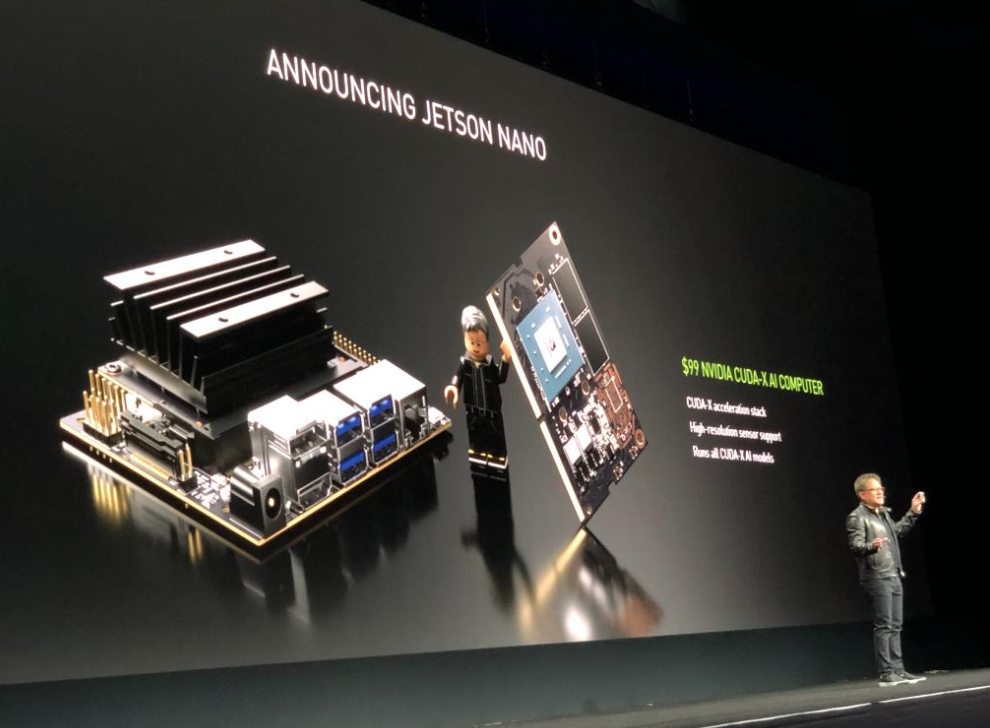 ANNOUNCING JETSON NANO
$99 NVIDIA CUDA-X AI COMPUTER
CUDA-X acceleration stack
High-resolution sensor support
Runs all CUDA-X AI models